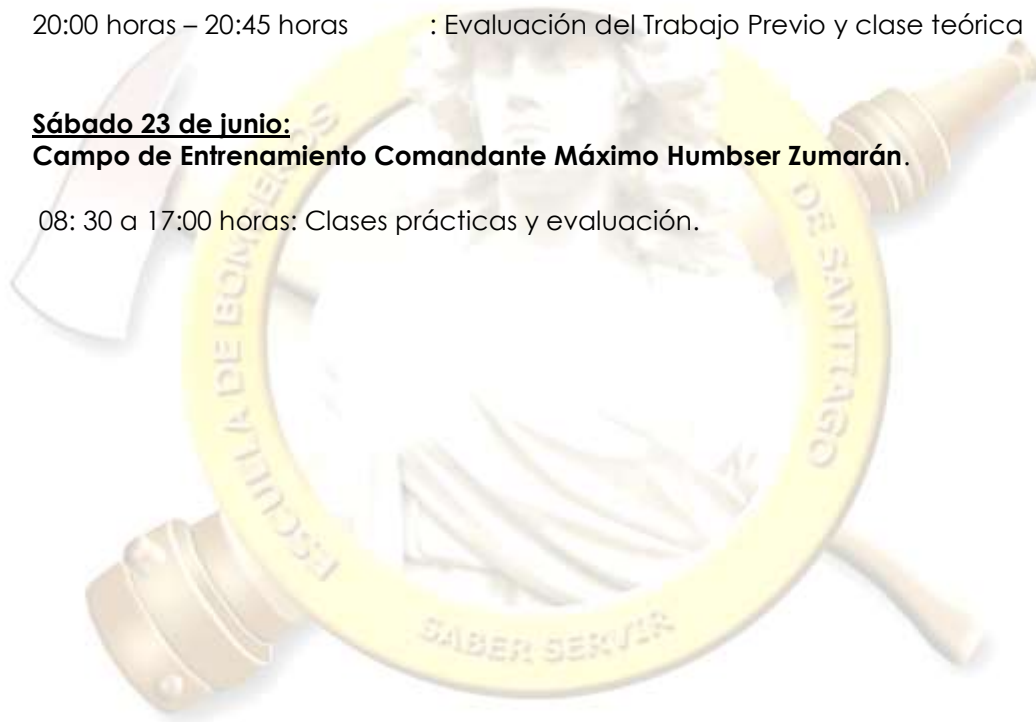 20:00 horas – 20:45 horas : Evaluación del Trabajo Previo y clase teórica
Sábado 23 de junio:
Campo de Entrenamiento Comandante Máximo Humbser Zumarán.
08: 30 a 17:00 horas: Clases prácticas y evaluación.
ESCUELA DE BOMBEROS
DE SANTIAGO
SABER SERVIR